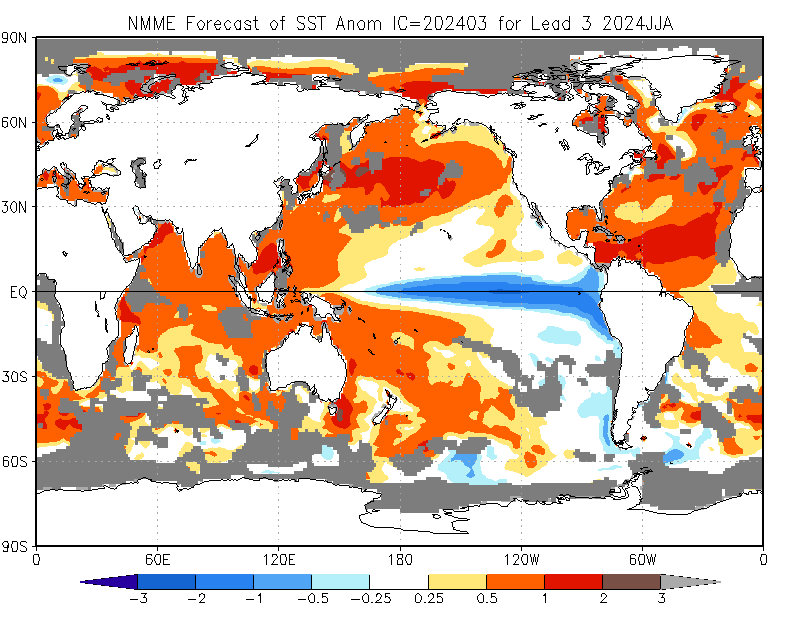 NMME Forecast of SST Anom IC=202403 for Lead 3 2024JJA
90N
60N
30N
EQ
30S
60S
90S
0 60E 120E 180 120W 60W 0
-3 -2 -1 -0.5 -0.25 0.25 0.5 1 2 3